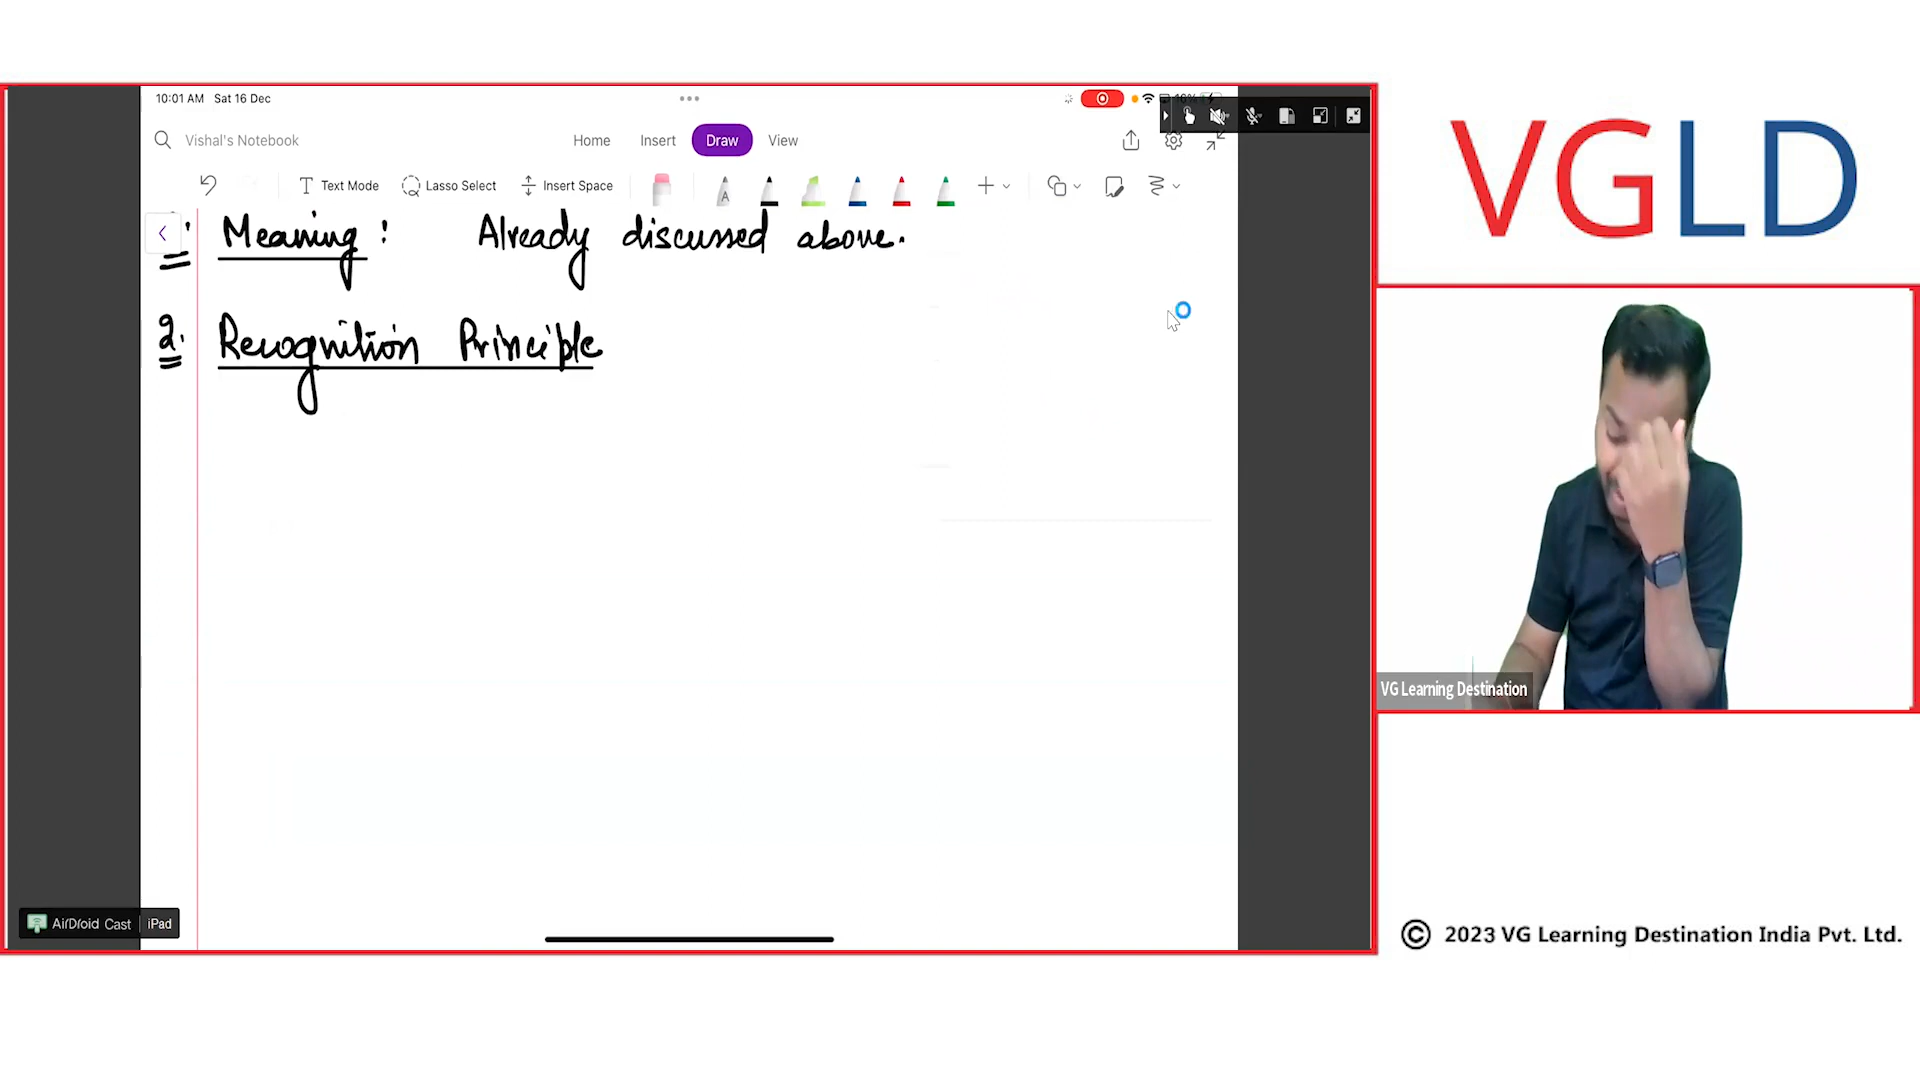 VGLD
10:01 AM Sat 16 Dec
Vishal's Notebook
Home Insert Draw View
Text Mode Lasso Select Insert Space
Meaning : Already discussed above.
2. Recognition Principle
VG Learning Destination
AirDroid Cast iPad
© 2023 VG Learning Destination India Pvt. Ltd.